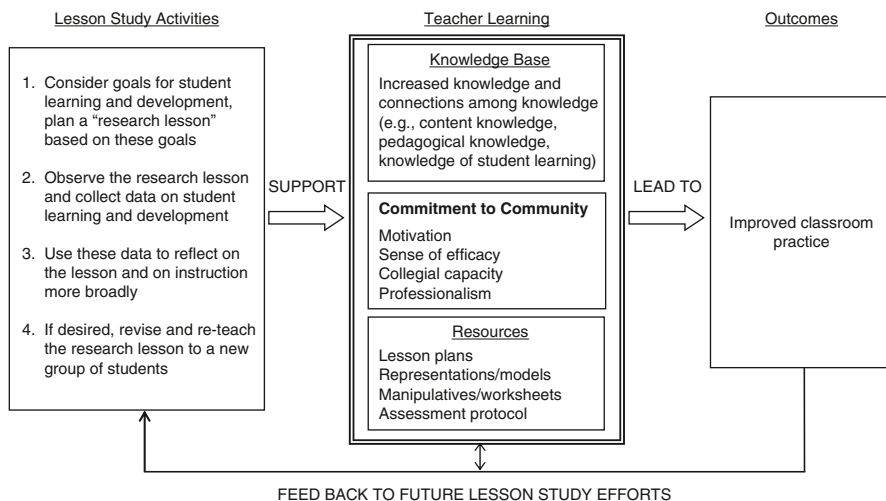 Lesson Study Activities
1. Consider goals for student
learning and development,
plan a “research lesson”
based on these goals
2. Observe the research lesson
and collect data on student
learning and development
3. Use these data to reflect on
the lesson and on instruction
more broadly
4. If desired, revise and re-teach
the research lesson to a new
group of students
SUPPORT
Teacher Learning
Knowledge Base
Increased knowledge and
connections among knowledge
(e.g., content knowledge,
pedagogical knowledge,
knowledge of student learning)
Commitment to Community
Motivation
Sense of efficacy
Collegial capacity
Professionalism
Resources
Lesson plans
Representations/models
Manipulatives/worksheets
Assessment protocol
LEAD TO
Outcomes
Improved classroom
practice
FEED BACK TO FUTURE LESSON STUDY EFFORTS